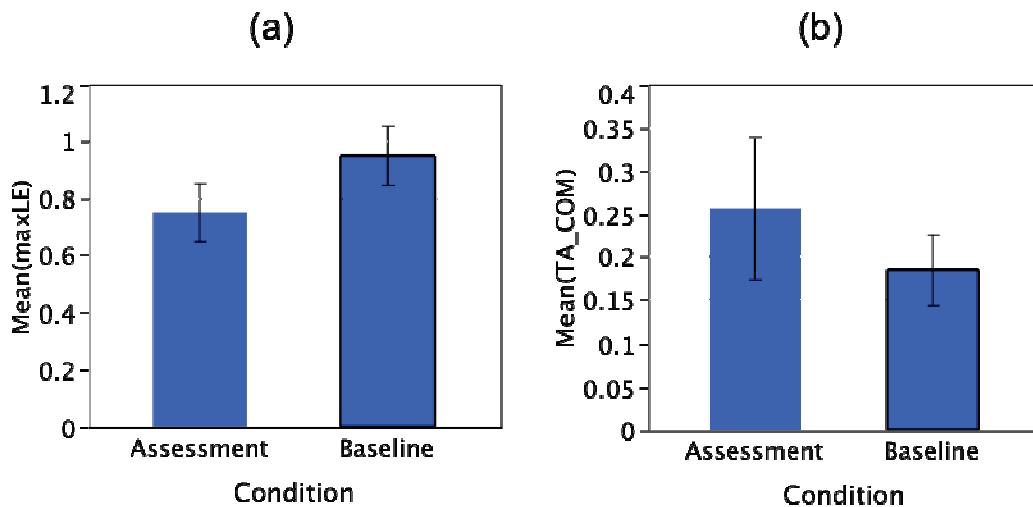 (a)
Mean(maxLE)
1.2
1
0.8
0.6
0.4
0.2
0
Assessment Baseline
Condition
(b)
Mean(TA_COM)
0.4
0.35
0.3
0.25
0.2
0.15
0.1
0.05
0
Assessment Baseline
Condition